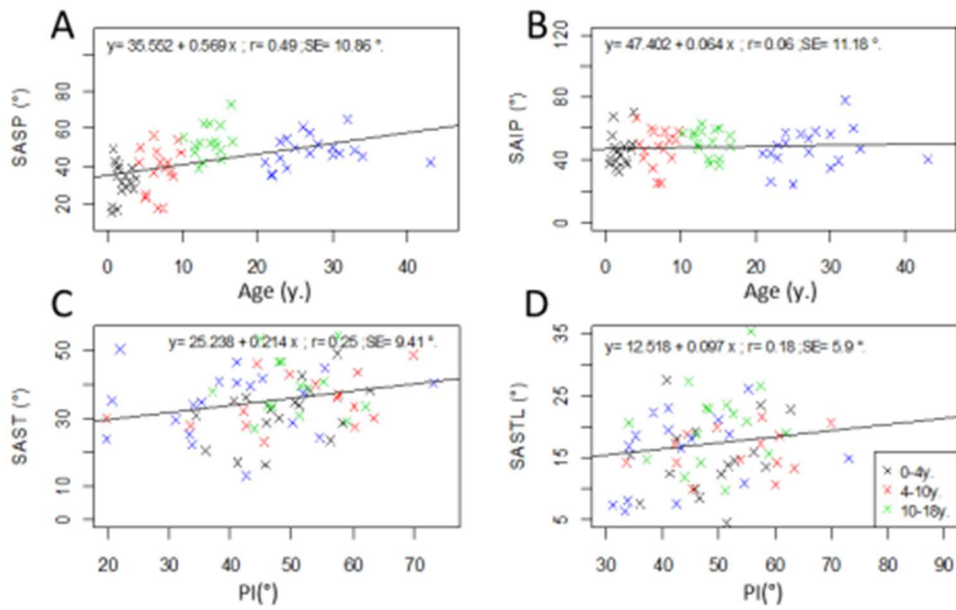 A
y= 35.552 + 0.569 x ; r= 0.49 ;SE= 10.86 °.
SASP (°)
20 40 60 80
0 10 20 30 40
Age (y.)
B
y= 47.402 + 0.064 x ; r= 0.06 ;SE= 11.18 °.
SAIP (°)
0 40 80 120
0 10 20 30 40
Age (y.)
C
y= 25.238 + 0.214 x ; r= 0.25 ;SE= 9.41 °.
SAST (°)
0 10 30 50
20 30 40 50 60 70
PI(°)
D
y= 12.518 + 0.097 x ; r= 0.18 ; SE= 5.9 °.
SASTL (°)
5 15 25 35
30 40 50 60 70 80 90
PI(°)
0-4y.
4-10y.
10-18y.